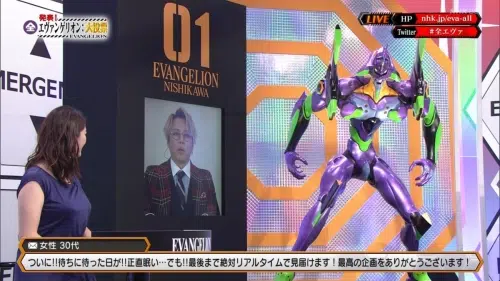 発表!
全 エヴァンゲリオン大投票
EVANGELION
LIVE HP nhk.jp/eva-all
Twitter #全エヴァ
01
EVANGELION
NISHIKAWA
EMERGEN
女性 30代
ついに!!待ちに待った日が!!正直眠い…でも!!最後まで絶対リアルタイムで見届けます!最高の企画をありがとうございます!